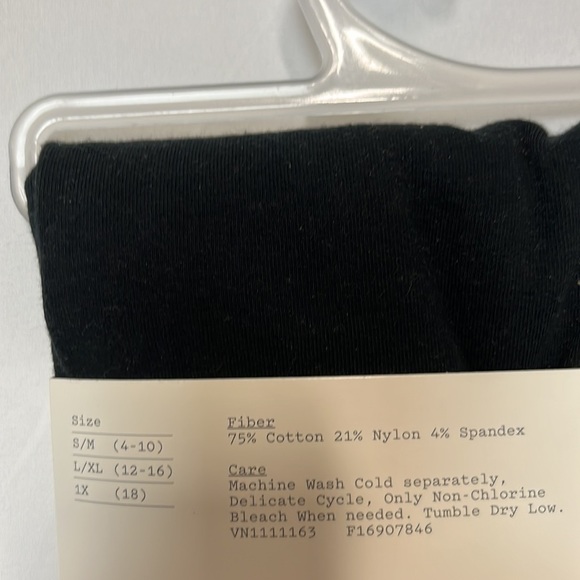 Size
S/M (4-10)
L/XL (12-16)
1X (18)
Fiber
75% Cotton 21% Nylon 4% Spandex
Care
Machine Wash Cold separately,
Delicate Cycle, Only Non-Chlorine
Bleach When needed. Tumble Dry Low.
VN1111163 F16907846